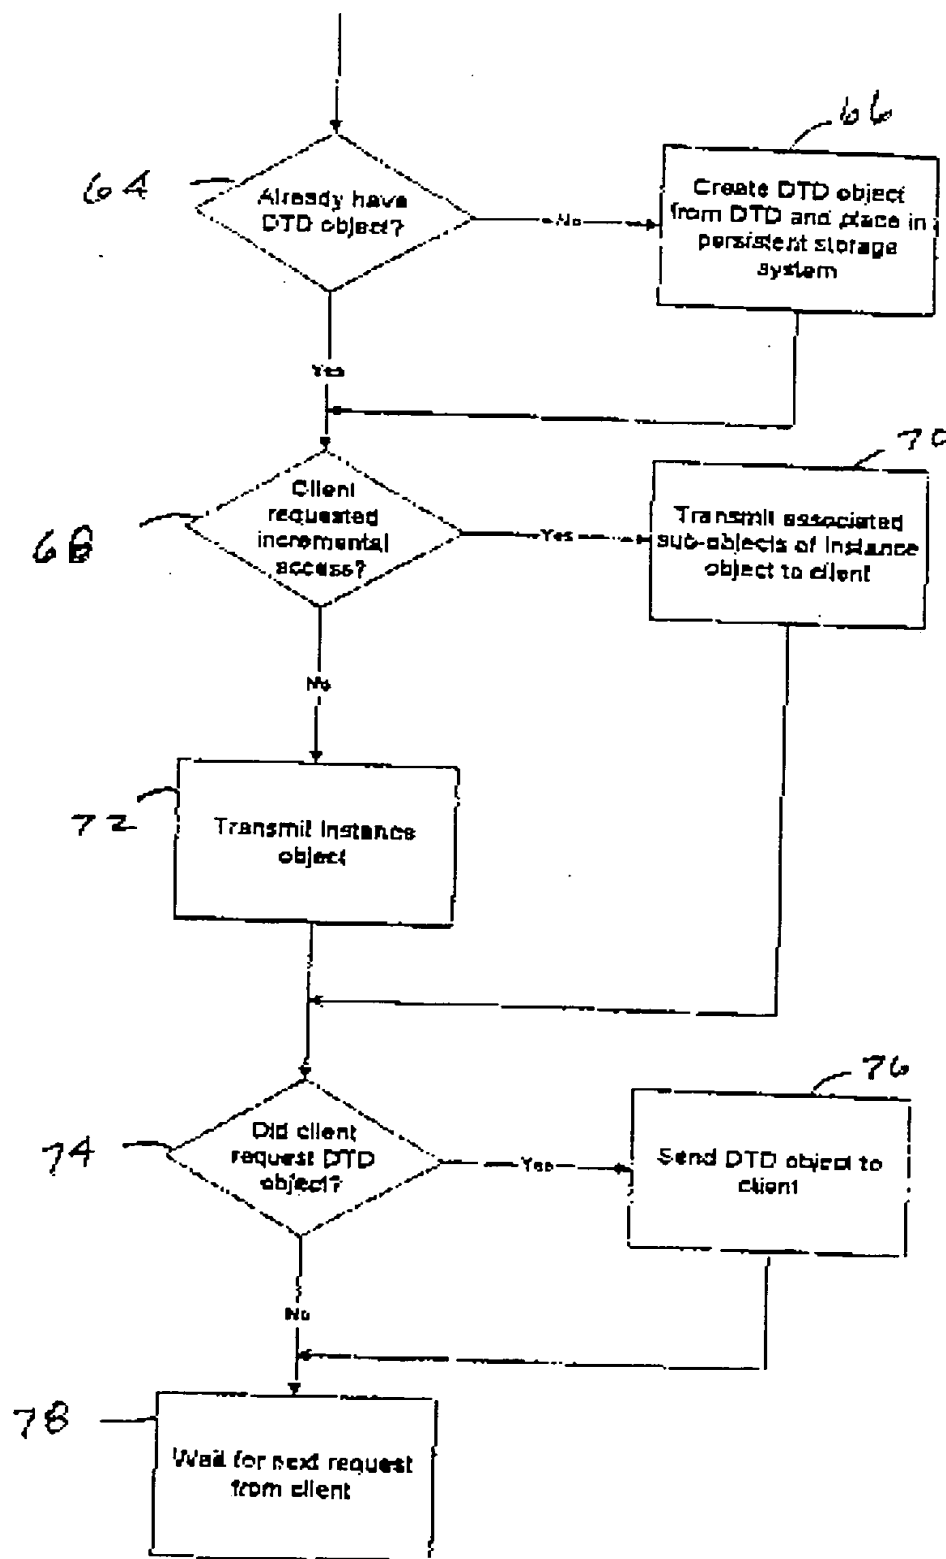 64
Already have
DTD object?
No
66
Create DTD object
from DTD and place in
persistent storage
system
Yes
68
Client
requested
incremental
access?
Yes
70
Transmit associated
sub-objects of instance
object to client
No
72
Transmit Instance
object
74
Did client
request DTD
object?
Yes
76
Send DTD object to
client
No
78
Wait for next request
from client